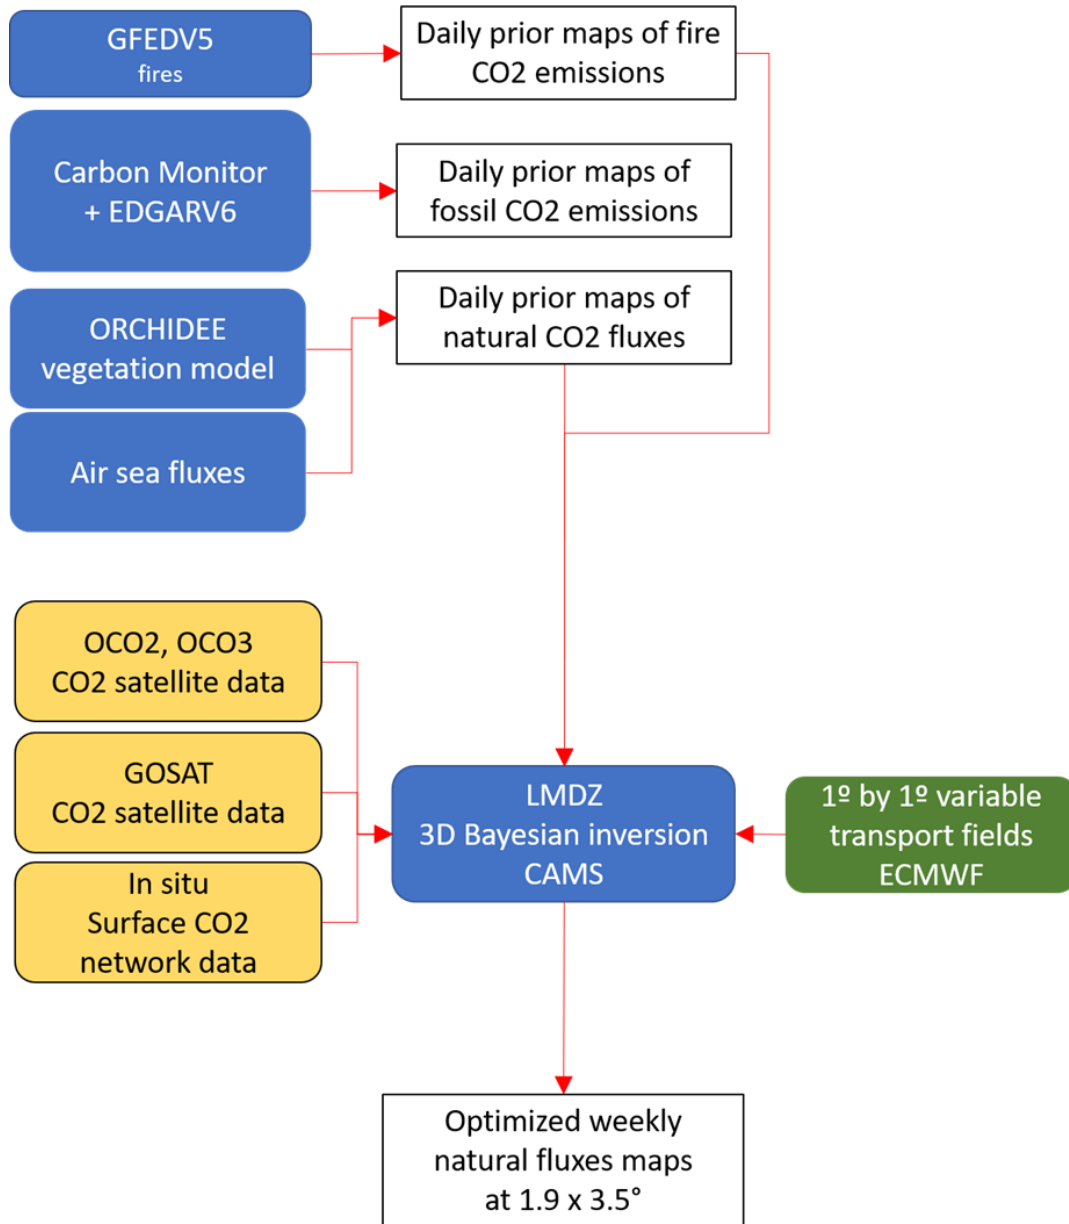 GFEDV5
fires
Daily prior maps of fire
CO2 emissions
Carbon Monitor
+ EDGARV6
Daily prior maps of
fossil CO2 emissions
ORCHIDEE
vegetation model
Daily prior maps of
natural CO2 fluxes
Air sea fluxes
OCO2, OCO3
CO2 satellite data
GOSAT
CO2 satellite data
In situ
Surface CO2
network data
LMDZ
3D Bayesian inversion
CAMS
1º by 1º variable
transport fields
ECMWF
Optimized weekly
natural fluxes maps
at 1.9 x 3.5°